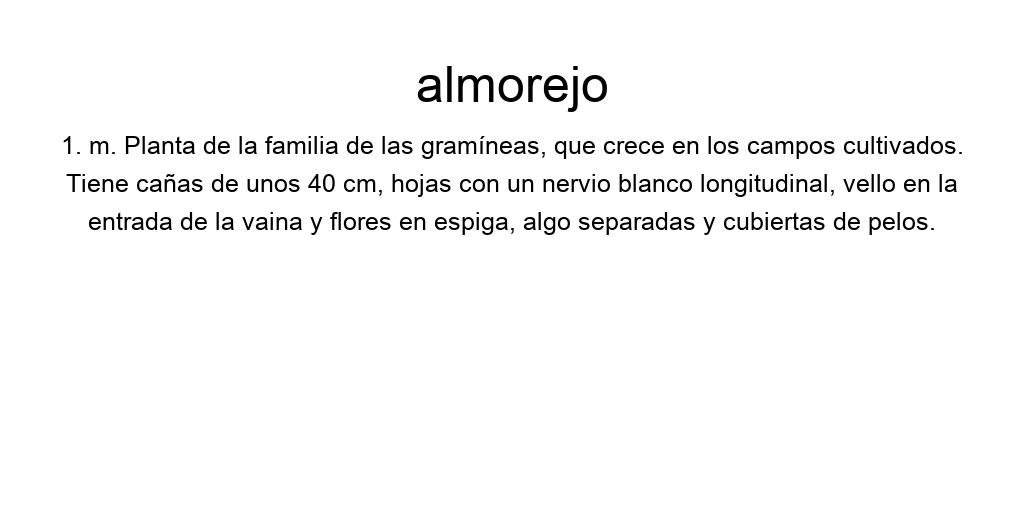 almorejo
1. m. Planta de la familia de las gramíneas, que crece en los campos cultivados.
Tiene cañas de unos 40 cm, hojas con un nervio blanco longitudinal, vello en la
entrada de la vaina y flores en espiga, algo separadas y cubiertas de pelos.